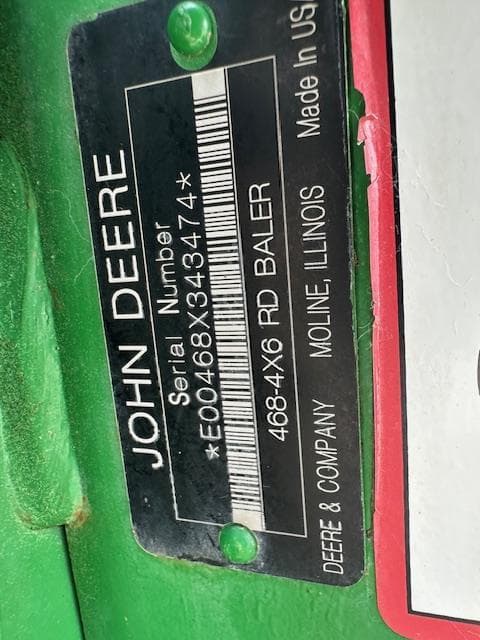 JOHN DEERE
Serial Number
*E00468X343474*
468-4X6 RD BALER
DEERE & COMPANY MOLINE, ILLINOIS Made In USA